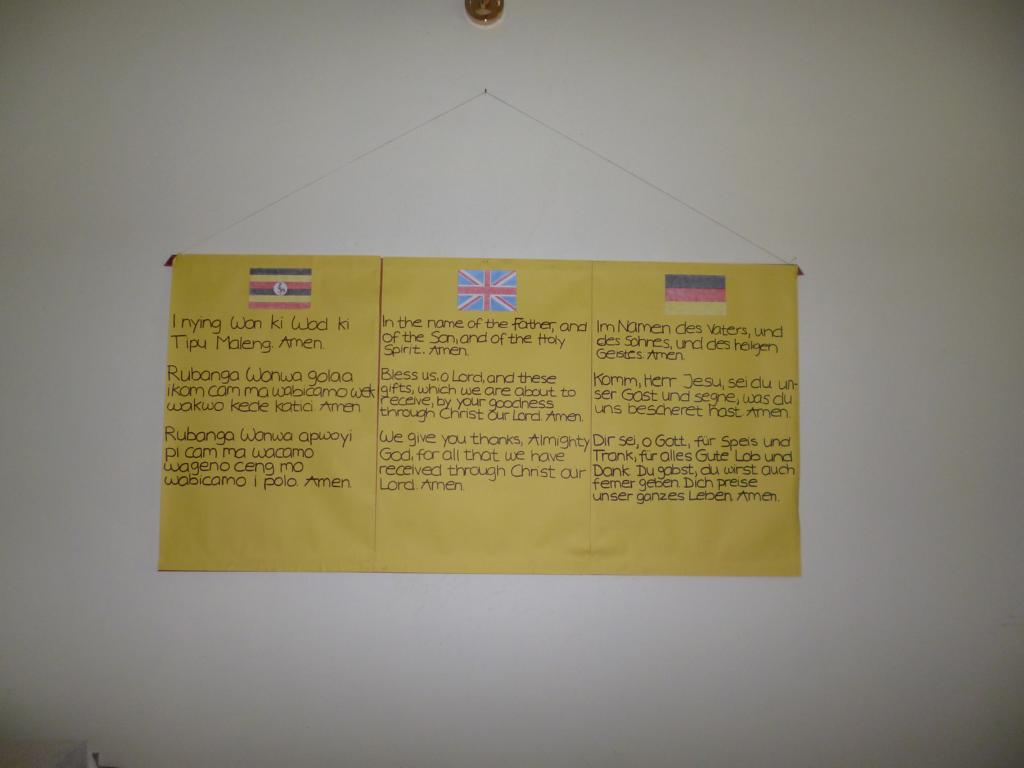 I nying Won ki Wod ki
Tipu Maleng. Amen.
Rubanga Wonwa golaa
ikom cam ma wabicamo wek
wakwo kede katici. Amen.
Rubanga Wonwa apwoyi
pi cam ma wacamo
wageno ceng mo
wabicamo i polo. Amen.
In the name of the Father, and
of the Son, and of the Holy
Spirit. Amen.
Bless us, o Lord, and these
gifts, which we are about to
receive, by your goodness
through Christ our Lord. Amen.
We give you thanks, Almighty
God, for all that we have
received through Christ our
Lord. Amen.
Im Namen des Vaters, und
des Sohnes, und des heiligen
Geistes. Amen.
Komm, Herr Jesu, sei du un-
ser Gast und segne, was du
uns bescheret hast. Amen.
Dir sei, o Gott, für Speis und
Trank, für alles Gute Lob und
Dank. Du gabst, du wirst auch
ferner geben. Dich preise
unser ganzes Leben. Amen.